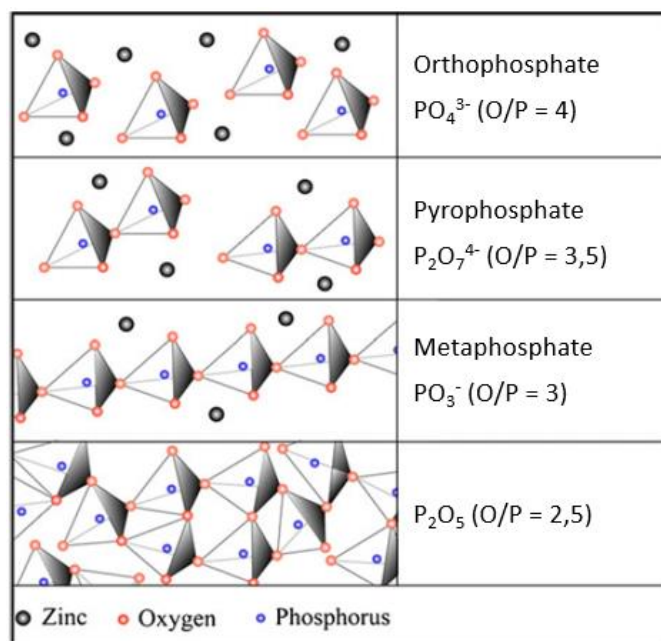 Orthophosphate
PO₄³⁻ (O/P = 4)
Pyrophosphate
P₂O₇⁴⁻ (O/P = 3,5)
Metaphosphate
PO₃⁻ (O/P = 3)
P₂O₅ (O/P = 2,5)
Zinc Oxygen Phosphorus